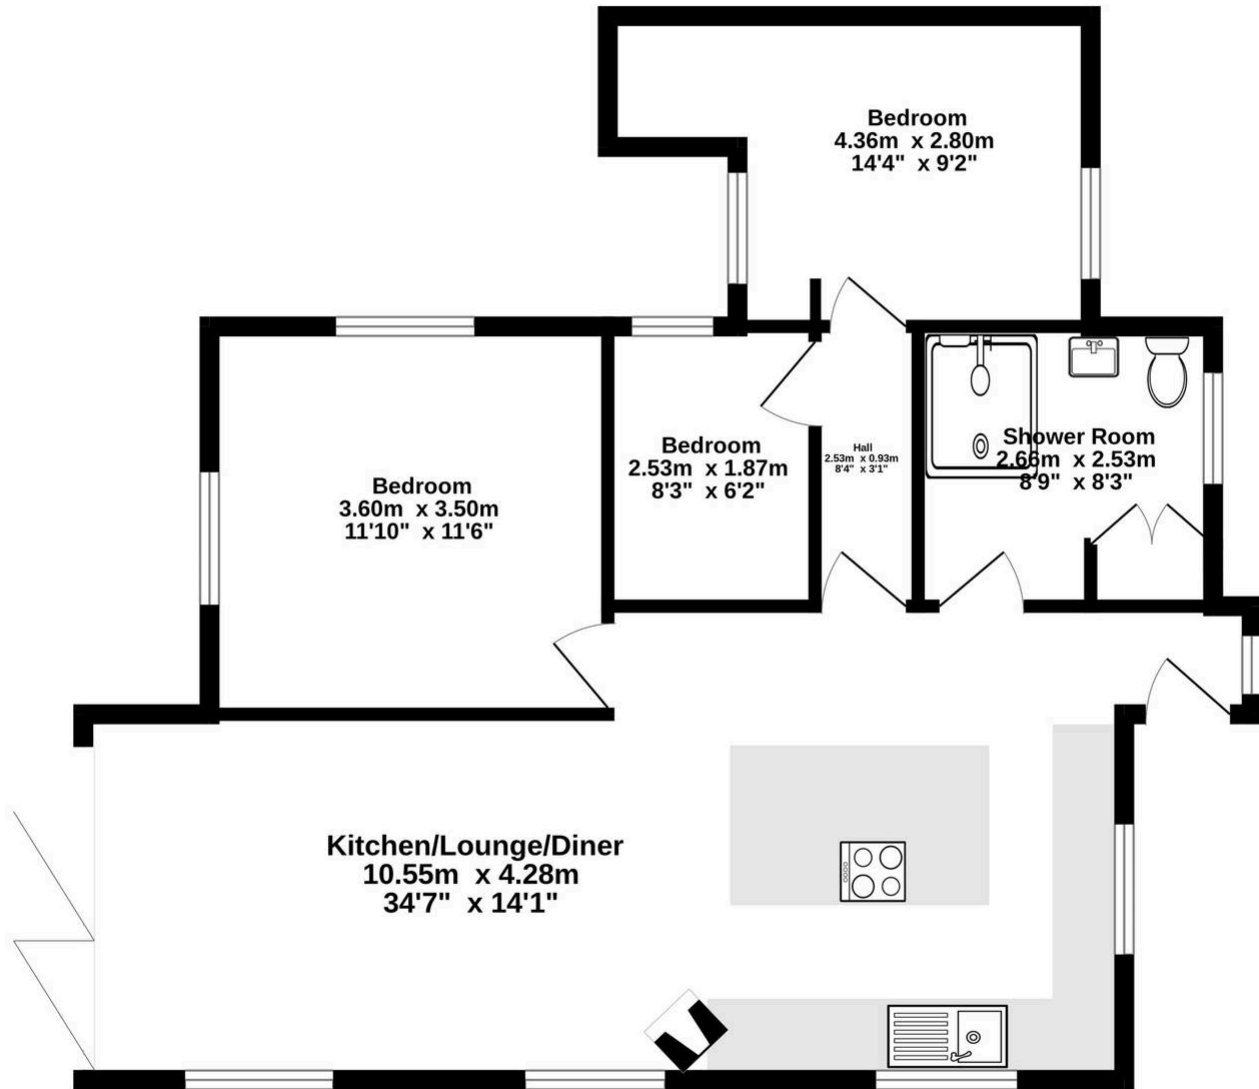 Bedroom
4.36m x 2.80m
14'4" x 9'2"
Bedroom
3.60m x 3.50m
11'10" x 11'6"
Bedroom
2.53m x 1.87m
8'3" x 6'2"
Hall
2.53m x 0.93m
8'4" x 3'1"
Shower Room
2.66m x 2.53m
8'9" x 8'3"
Kitchen/Lounge/Diner
10.55m x 4.28m
34'7" x 14'1"